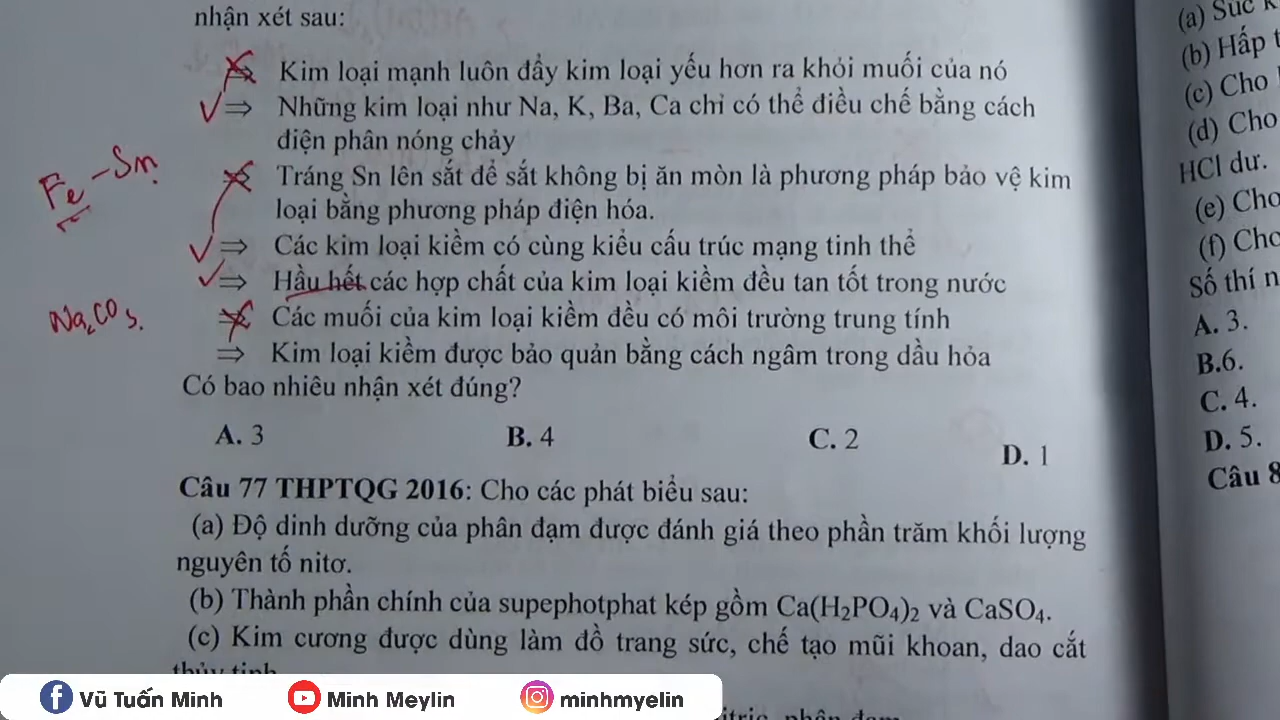 nhận xét sau:
⇒ Kim loại mạnh luôn đẩy kim loại yếu hơn ra khỏi muối của nó
⇒ Những kim loại như Na, K, Ba, Ca chỉ có thể điều chế bằng cách
điện phân nóng chảy
Fe - Sn
⇒ Tráng Sn lên sắt để sắt không bị ăn mòn là phương pháp bảo vệ kim
loại bằng phương pháp điện hóa.
⇒ Các kim loại kiềm có cùng kiểu cấu trúc mạng tinh thể
⇒ Hầu hết các hợp chất của kim loại kiềm đều tan tốt trong nước
Na₂CO₃.
⇒ Các muối của kim loại kiềm đều có môi trường trung tính
⇒ Kim loại kiềm được bảo quản bằng cách ngâm trong dầu hỏa
Có bao nhiêu nhận xét đúng?
A. 3 B. 4 C. 2 D. 1
Câu 77 THPTQG 2016: Cho các phát biểu sau:
(a) Độ dinh dưỡng của phân đạm được đánh giá theo phần trăm khối lượng
nguyên tố nitơ.
(b) Thành phần chính của supephotphat kép gồm Ca(H₂PO₄)₂ và CaSO₄.
(c) Kim cương được dùng làm đồ trang sức, chế tạo mũi khoan, dao cắt
thủy tinh
(a) Sục
(b) Hấp
(c) Cho
(d) Cho
HCl dư.
(e) Cho
(f) Cho
Số thí
A. 3.
B.6.
C. 4.
D. 5.
Câu 8
Vũ Tuấn Minh
Minh Meylin
minhmyelin